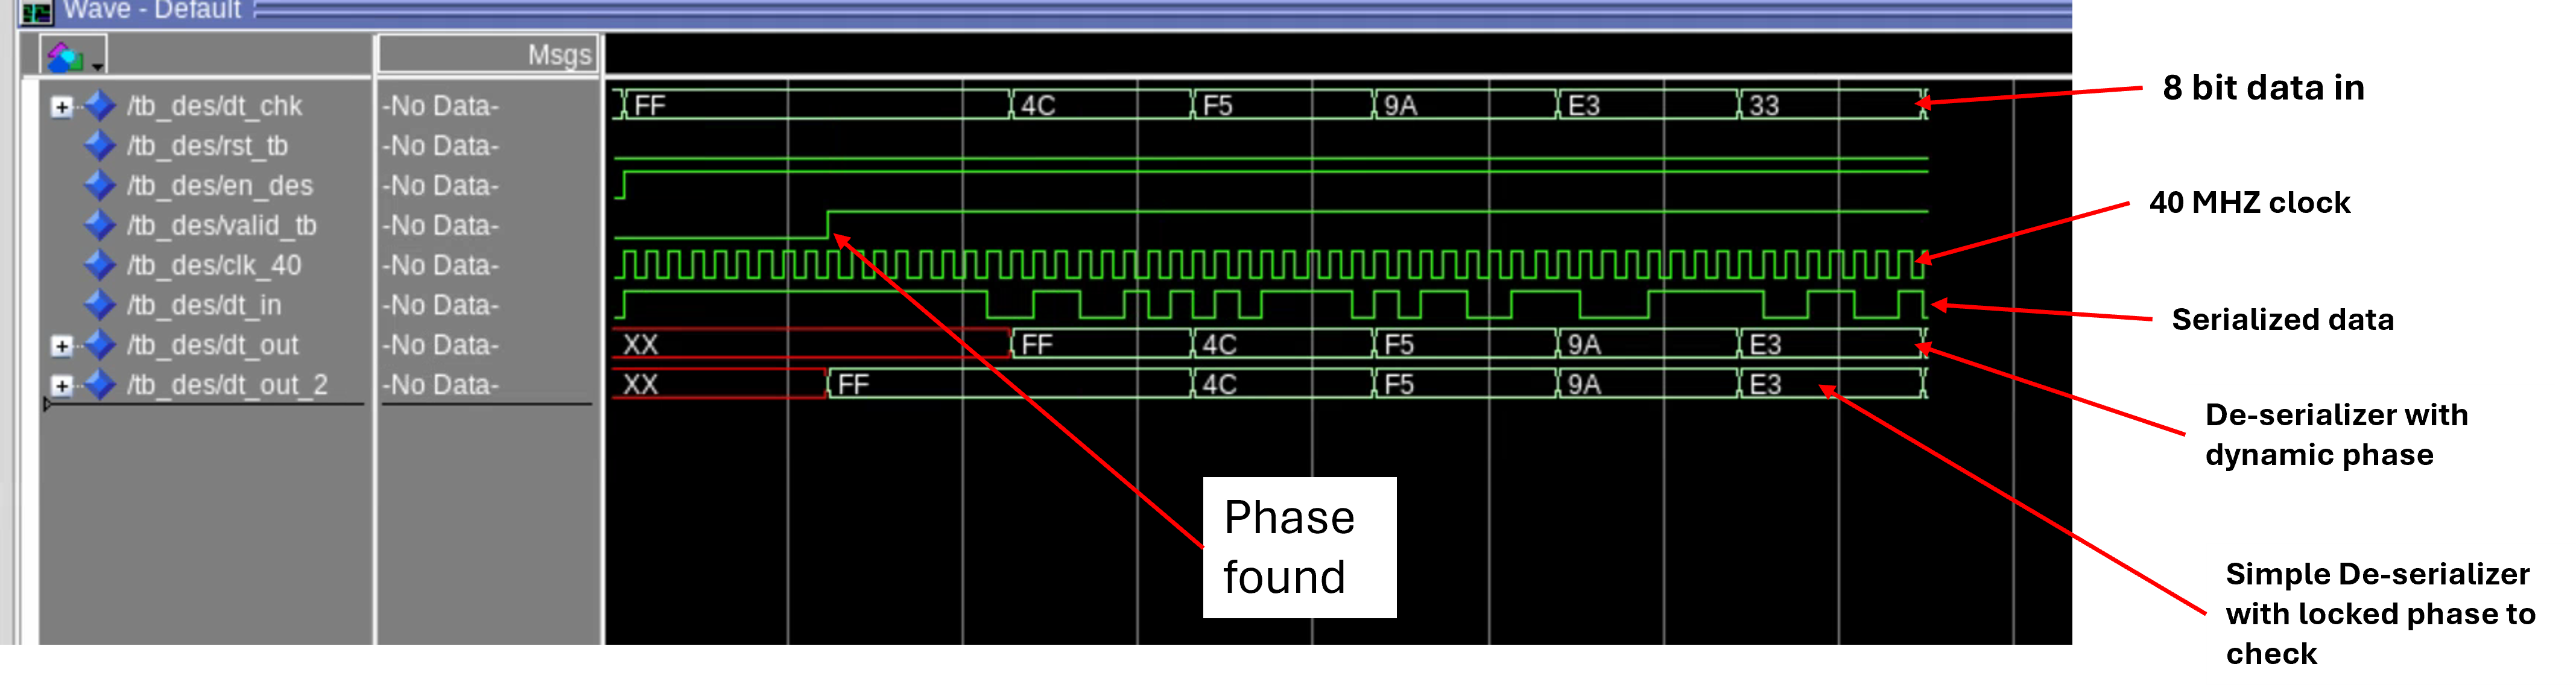 Wave - Default
Msgs
/tb_des/dt_chk -No Data- FF 4C F5 9A E3 33
/tb_des/rst_tb -No Data-
/tb_des/en_des -No Data-
/tb_des/valid_tb -No Data-
/tb_des/clk_40 -No Data-
/tb_des/dt_in -No Data-
/tb_des/dt_out -No Data- XX FF 4C F5 9A E3
/tb_des/dt_out_2 -No Data- XX FF 4C F5 9A E3
Phase
found
8 bit data in
40 MHZ clock
Serialized data
De-serializer with
dynamic phase
Simple De-serializer
with locked phase to
check